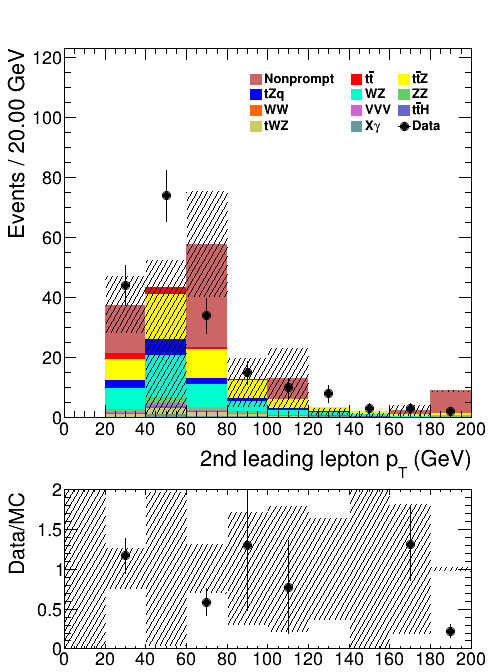 Events / 20.00 GeV
120
100
80
60
40
20
0
Nonprompt tt̄ tt̄Z
tZq WZ ZZ
WW VVV tt̄H
tWZ Xγ Data
0 20 40 60 80 100 120 140 160 180 200
2nd leading lepton p_T (GeV)
Data/MC
2
1.5
1
0.5
0
0 20 40 60 80 100 120 140 160 180 200